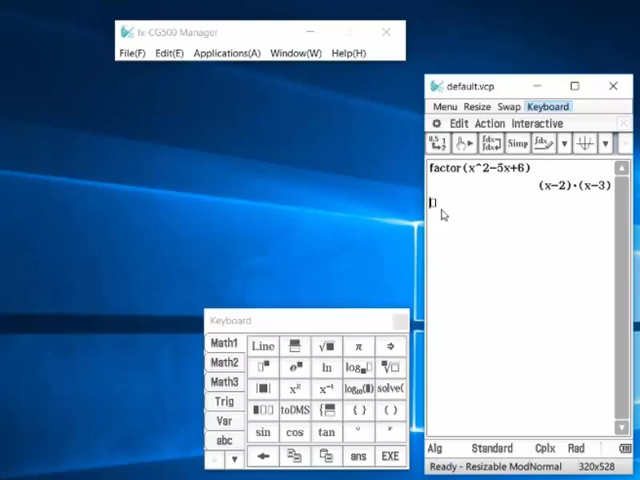 fx-CG500 Manager
File(F) Edit(E) Applications(A) Window(W) Help(H)
default.vcp
Menu Resize Swap Keyboard
Edit Action Interactive
Simp
factor(x^2-5x+6)
(x-2)·(x-3)
Keyboard
Math1 Line √■ π ⇒
Math2 e■ ln log■
Math3 |■| x² x⁻¹ log₁₀(■) solve(
Trig toDMS { } ( )
Var sin cos tan ° r
abc ans EXE
Alg Standard Cplx Rad
Ready - Resizable ModNormal 320x528